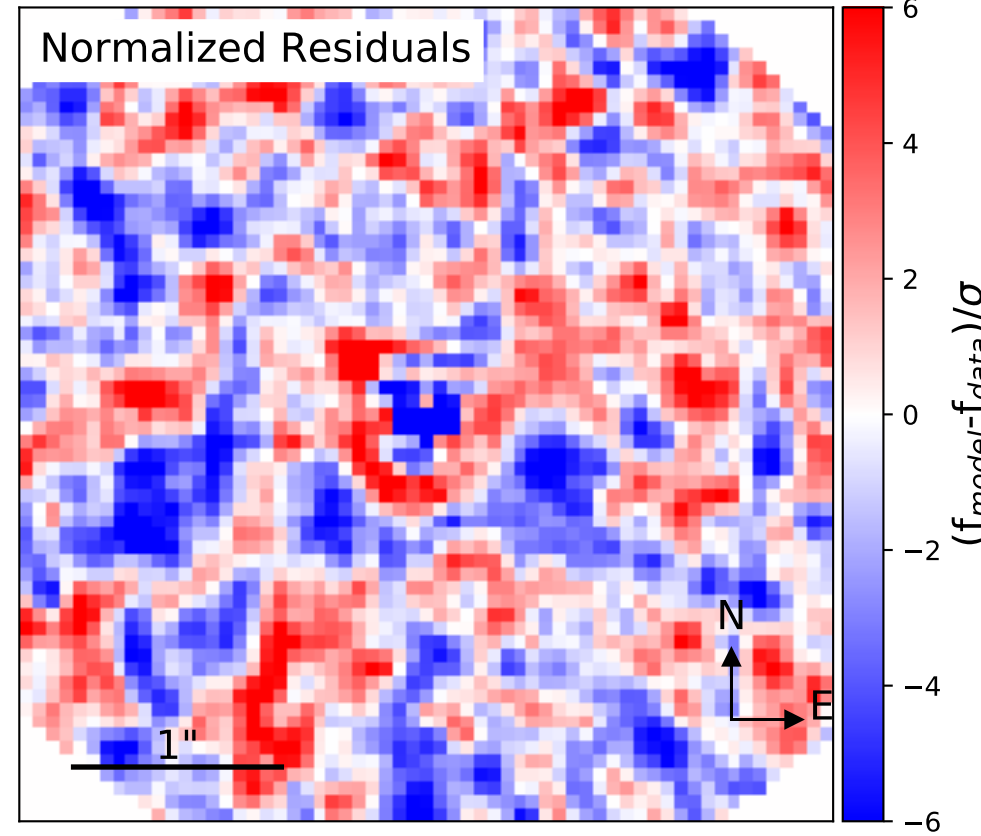 Normalized Residuals
6
4
2
0
−2
−4
−6
(f_model-f_data)/σ
N
E
1"